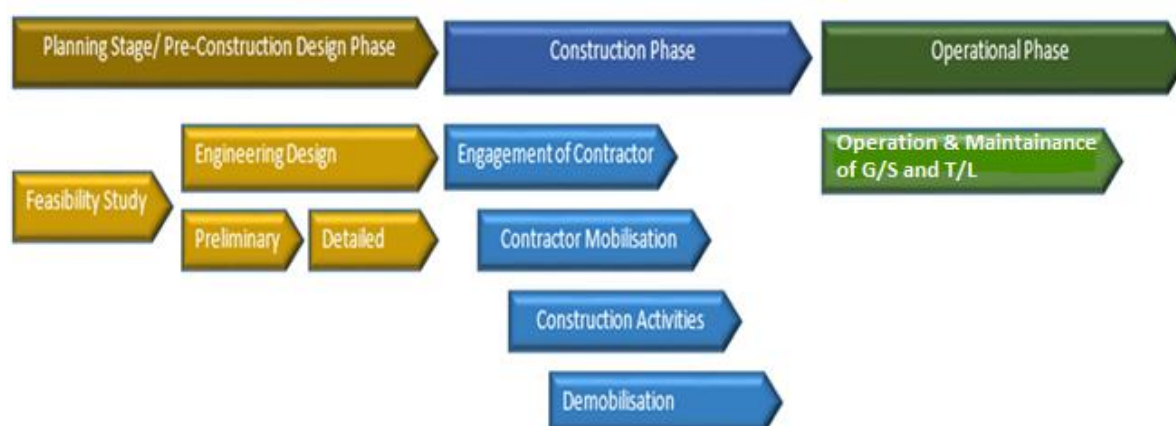 Planning Stage/ Pre-Construction Design Phase
Construction Phase
Operational Phase
Feasibility Study
Engineering Design
Preliminary
Detailed
Engagement of Contractor
Contractor Mobilisation
Construction Activities
Demobilisation
Operation & Maintainance
of G/S and T/L